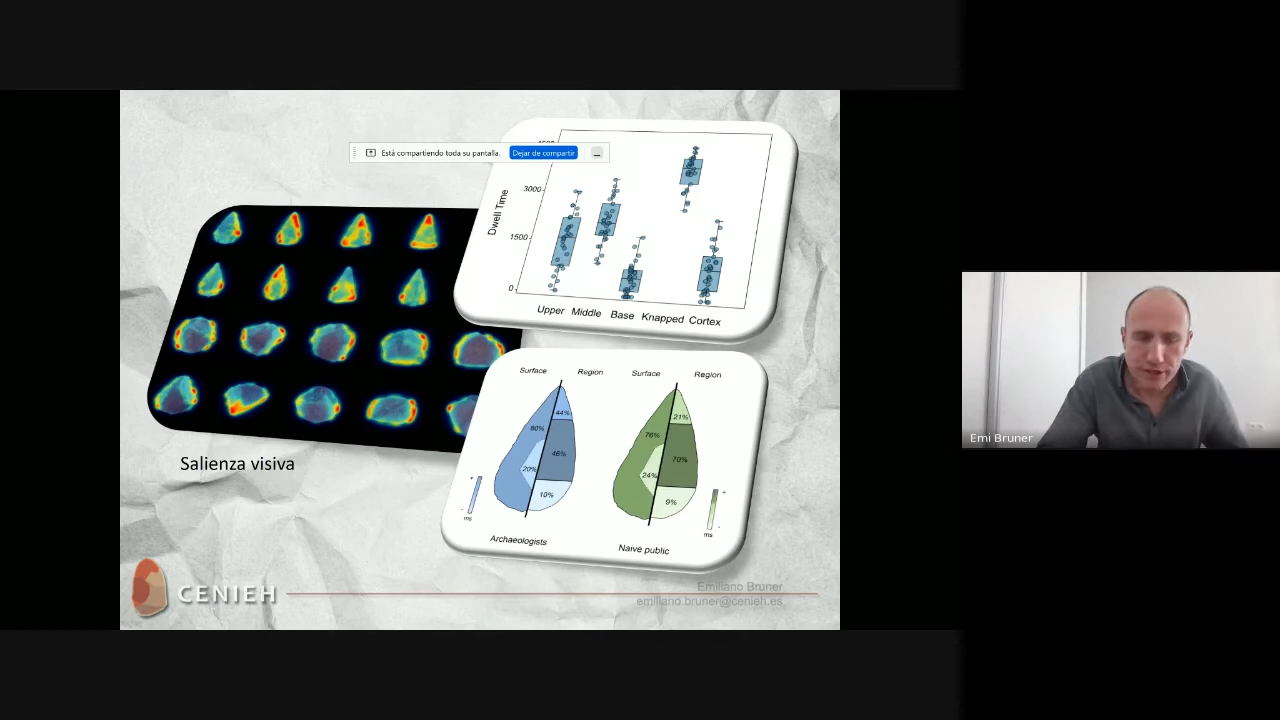 Está compartiendo toda su pantalla.
Dejar de compartir
Dwell Time
3000
1500
0
Upper Middle Base Knapped Cortex
Surface Region Surface Region
44%
80%
46%
20%
10%
21%
76%
70%
24%
9%
+
-
ms
+
-
ms
Archaeologists
Naive public
Salienza visiva
CENIEH
Emiliano Bruner
emiliano.bruner@cenieh.es
Emi Bruner